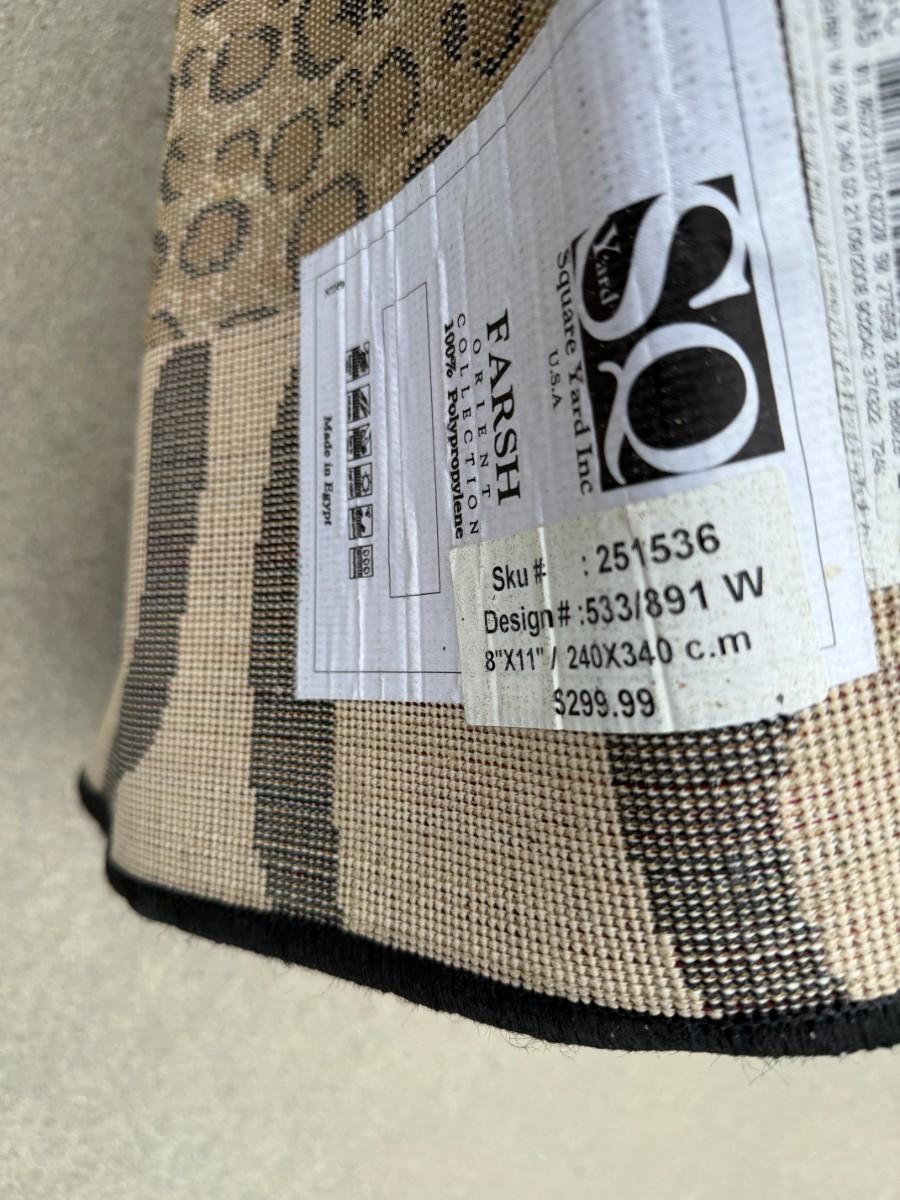 SQ
Yard
Square Yard Inc
U.S.A
FARSH
ORIENT
COLLECTION
100% Polypropylene
Made in Egypt
Sku # : 251536
Design # :533/891 W
8"X11" / 240X340 c.m
$299.99